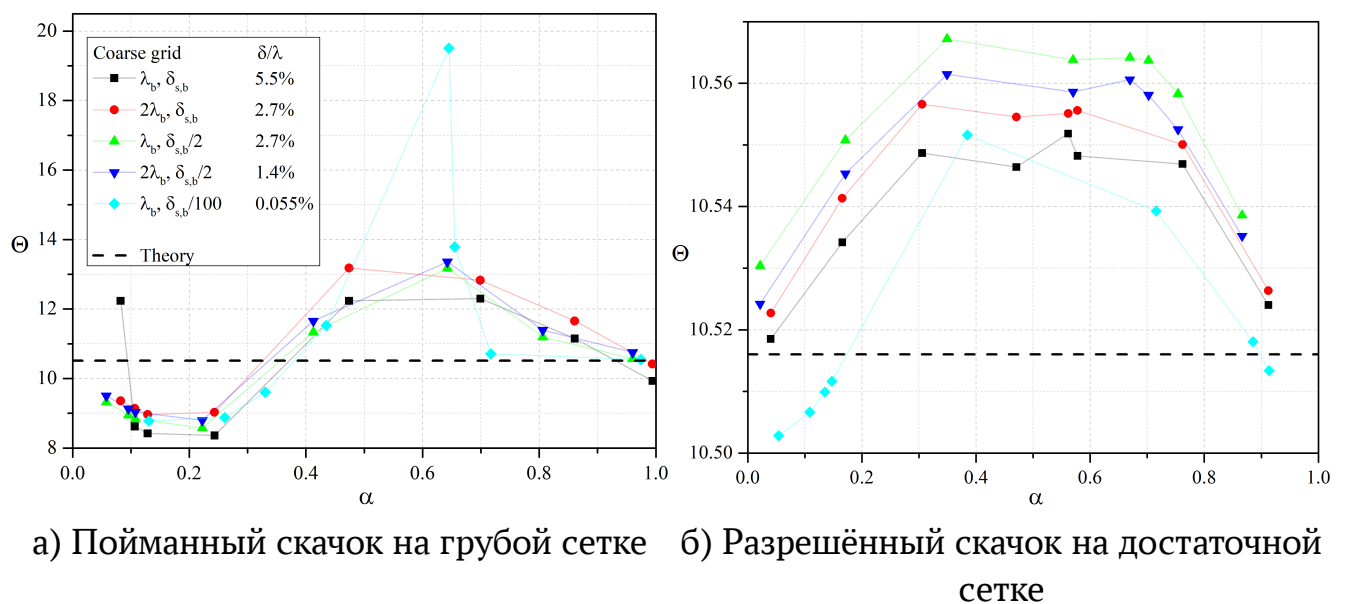 20
18
16
14
12
10
8
Θ
Coarse grid δ/λ
λb, δs,b 5.5%
2λb, δs,b 2.7%
λb, δs,b/2 2.7%
2λb, δs,b/2 1.4%
λb, δs,b/100 0.055%
Theory
0.0 0.2 0.4 0.6 0.8 1.0
α
10.56
10.54
10.52
10.50
Θ
0.0 0.2 0.4 0.6 0.8 1.0
α
а) Пойманный скачок на грубой сетке
б) Разрешённый скачок на достаточной
сетке